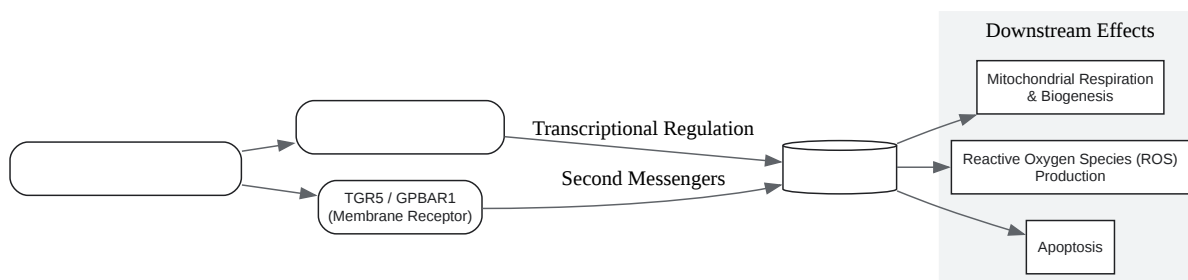 Downstream Effects
Mitochondrial Respiration
& Biogenesis
Transcriptional Regulation
Reactive Oxygen Species (ROS)
Production
Second Messengers
TGR5 / GPBAR1
(Membrane Receptor)
Apoptosis